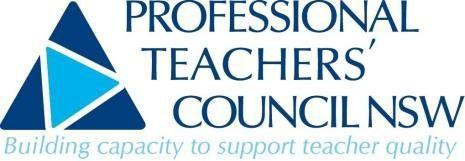 PROFESSIONAL
TEACHERS'
COUNCIL NSW
Building capacity to support teacher quality